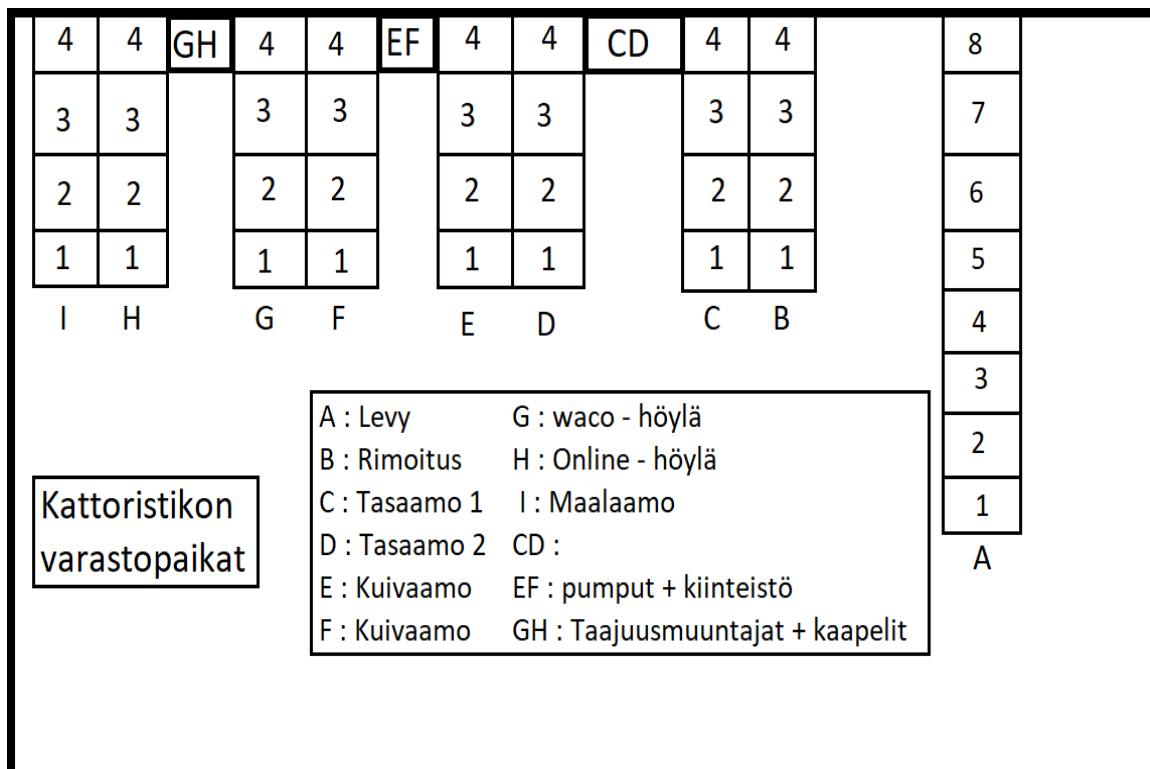 4 4 GH 4 4 EF 4 4 CD 4 4 8
3 3 3 3 3 3 3 3 7
2 2 2 2 2 2 2 2 6
1 1 1 1 1 1 1 1 5
I H G F E D C B 4
3
2
1
A
A : Levy G : waco - höylä
B : Rimoitus H : Online - höylä
C : Tasaamo 1 I : Maalaamo
D : Tasaamo 2 CD :
E : Kuivaamo EF : pumput + kiinteistö
F : Kuivaamo GH : Taajuusmuuntajat + kaapelit
Kattoristikon
varastopaikat